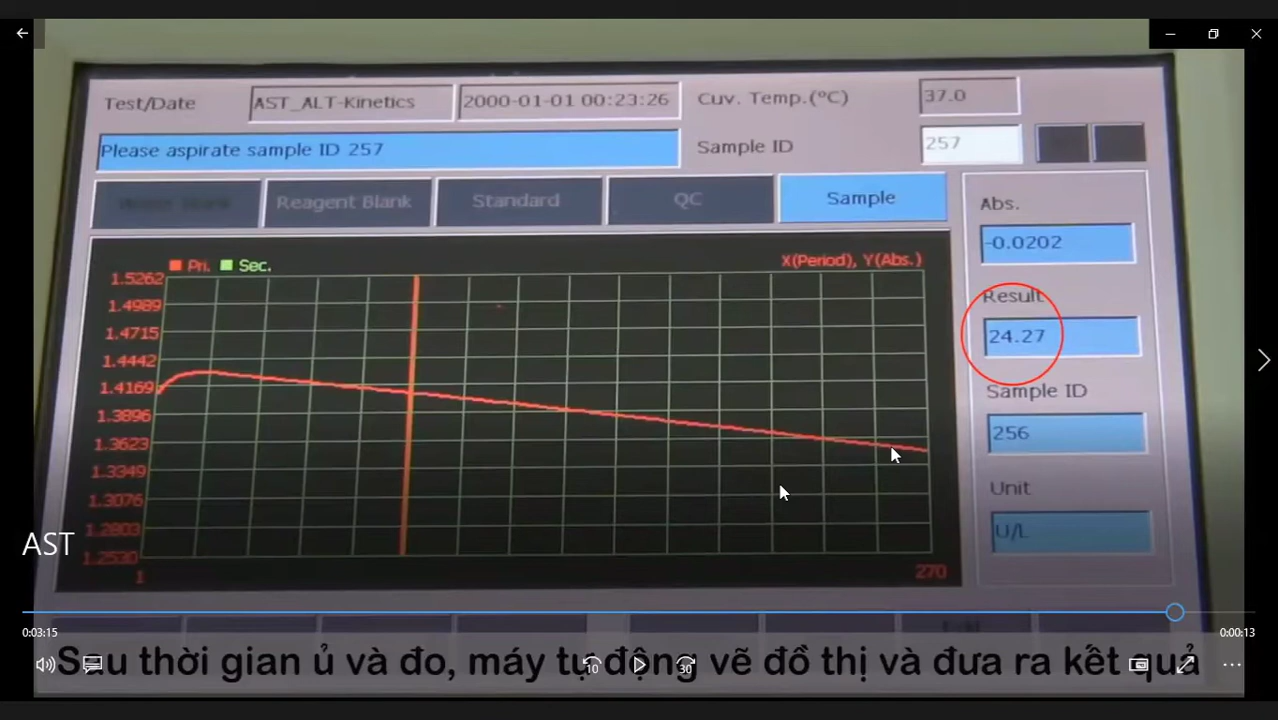 Test/Date AST_ALT-Kinetics 2000-01-01 00:23:26 Cuv. Temp.(ºC) 37.0
Please aspirate sample ID 257 Sample ID 257
Reagent Blank Standard QC Sample
Abs.
-0.0202
Pri. Sec. X(Period), Y(Abs.)
1.5262
1.4989
1.4715
1.4442
1.4169
1.3896
1.3623
1.3349
1.3076
1.2803
1.2530
1 270
Result
24.27
Sample ID
256
Unit
U/L
AST
0:03:15 0:00:13
Sau thời gian ủ và đo, máy tự động vẽ đồ thị và đưa ra kết quả
10 30